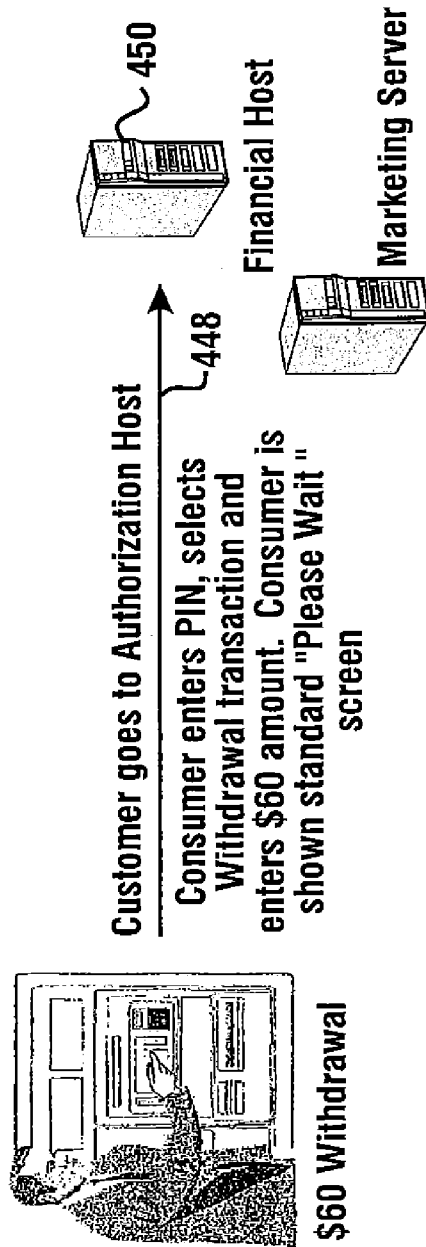 Customer goes to Authorization Host
448
450
Consumer enters PIN, selects
Withdrawal transaction and
enters $60 amount. Consumer is
shown standard "Please Wait "
screen
$60 Withdrawal
Financial Host
Marketing Server